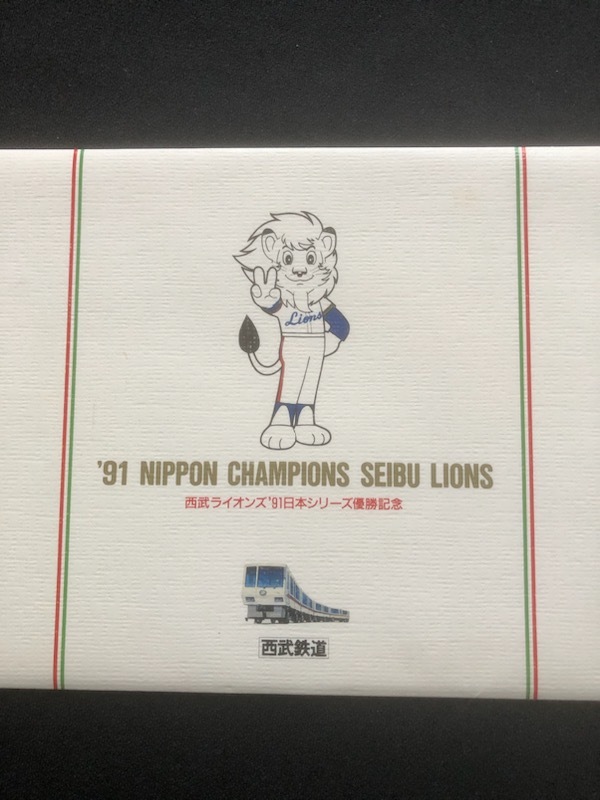 Lions
'91 NIPPON CHAMPIONS SEIBU LIONS
西武ライオンズ'91日本シリーズ優勝記念
西武鉄道